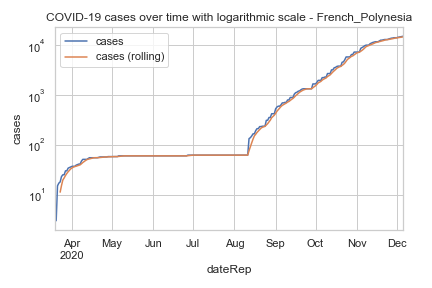 COVID-19 cases over time with logarithmic scale - French_Polynesia
cases
cases (rolling)
10⁴
10³
10²
10¹
cases
Apr
2020
May
Jun
Jul
Aug
Sep
Oct
Nov
Dec
dateRep